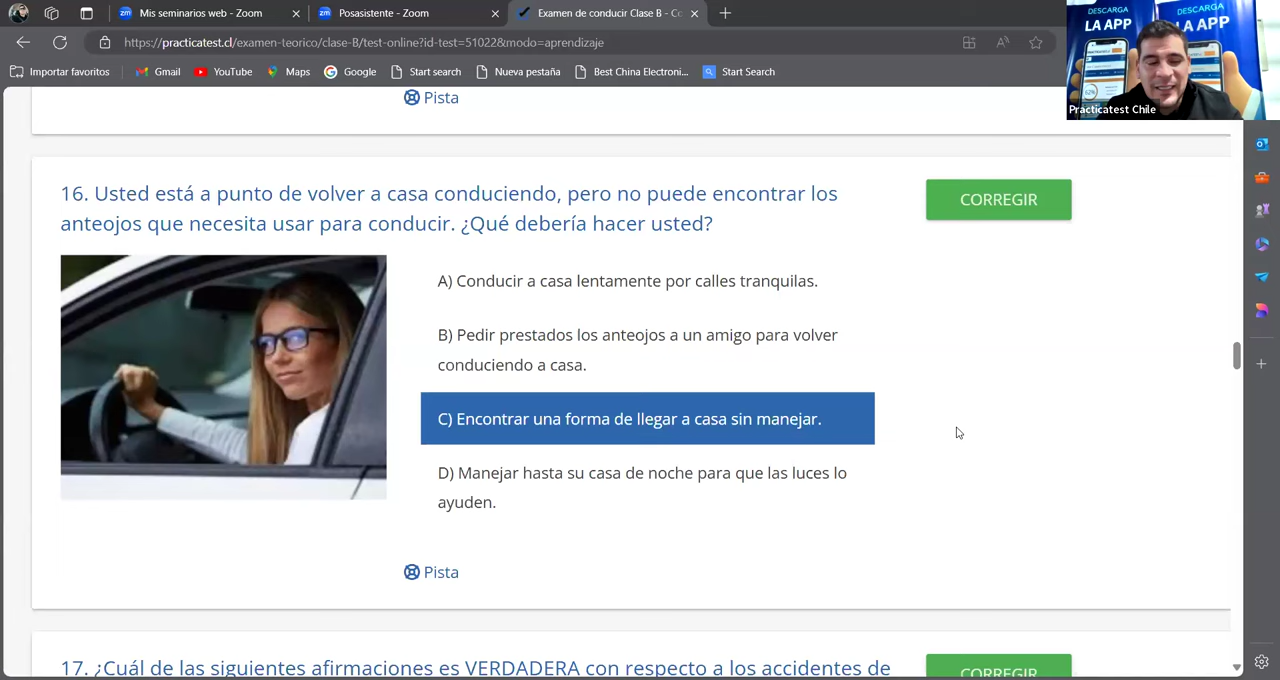 Mis seminarios web - Zoom
Posasistente - Zoom
Examen de conducir Clase B - Co
https://practicatest.cl/examen-teorico/clase-B/test-online?id-test=51022&modo=aprendizaje
Importar favoritos
Gmail
YouTube
Maps
Google
Start search
Nueva pestaña
Best China Electroni...
Start Search
DESCARGA
LA APP
DESCARGA
LA APP
Practicatest Chile
Pista
16. Usted está a punto de volver a casa conduciendo, pero no puede encontrar los
anteojos que necesita usar para conducir. ¿Qué debería hacer usted?
CORREGIR
A) Conducir a casa lentamente por calles tranquilas.
B) Pedir prestados los anteojos a un amigo para volver
conduciendo a casa.
C) Encontrar una forma de llegar a casa sin manejar.
D) Manejar hasta su casa de noche para que las luces lo
ayuden.
Pista
17. ¿Cuál de las siguientes afirmaciones es VERDADERA con respecto a los accidentes de
CORREGIR